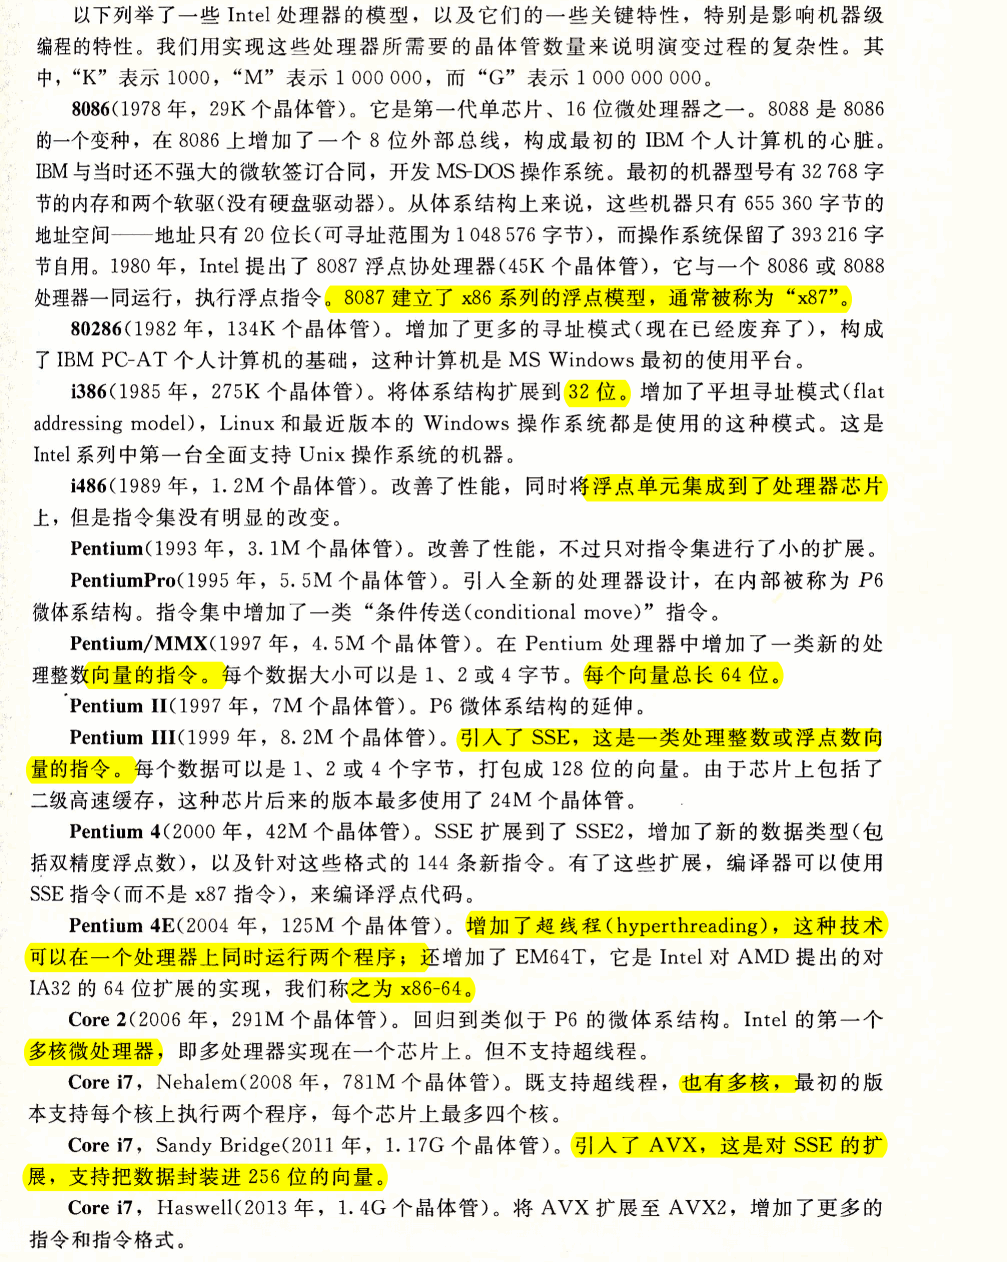 以下列举了一些 Intel 处理器的模型，以及它们的一些关键特性，特别是影响机器级
编程的特性。我们用实现这些处理器所需要的晶体管数量来说明演变过程的复杂性。其
中，“K”表示 1000，“M”表示 1 000 000，而“G”表示 1 000 000 000。
8086(1978 年，29K 个晶体管)。它是第一代单芯片、16 位微处理器之一。8088 是 8086
的一个变种，在 8086 上增加了一个 8 位外部总线，构成最初的 IBM 个人计算机的心脏。
IBM 与当时还不强大的微软签订合同，开发 MS-DOS 操作系统。最初的机器型号有 32 768 字
节的内存和两个软驱(没有硬盘驱动器)。从体系结构上来说，这些机器只有 655 360 字节的
地址空间——地址只有 20 位长(可寻址范围为 1 048 576 字节)，而操作系统保留了 393 216 字
节自用。1980 年，Intel 提出了 8087 浮点协处理器(45K 个晶体管)，它与一个 8086 或 8088
处理器一同运行，执行浮点指令。8087 建立了 x86 系列的浮点模型，通常被称为“x87”。
80286(1982 年，134K 个晶体管)。增加了更多的寻址模式(现在已经废弃了)，构成
了 IBM PC-AT 个人计算机的基础，这种计算机是 MS Windows 最初的使用平台。
i386(1985 年，275K 个晶体管)。将体系结构扩展到 32 位。增加了平坦寻址模式(flat
addressing model)，Linux 和最近版本的 Windows 操作系统都是使用的这种模式。这是
Intel 系列中第一台全面支持 Unix 操作系统的机器。
i486(1989 年，1.2M 个晶体管)。改善了性能，同时将浮点单元集成到了处理器芯片
上，但是指令集没有明显的改变。
Pentium(1993 年，3.1M 个晶体管)。改善了性能，不过只对指令集进行了小的扩展。
PentiumPro(1995 年，5.5M 个晶体管)。引入全新的处理器设计，在内部被称为 P6
微体系结构。指令集中增加了一类“条件传送(conditional move)”指令。
Pentium/MMX(1997 年，4.5M 个晶体管)。在 Pentium 处理器中增加了一类新的处
理整数向量的指令。每个数据大小可以是 1、2 或 4 字节。每个向量总长 64 位。
Pentium II(1997 年，7M 个晶体管)。P6 微体系结构的延伸。
Pentium III(1999 年，8.2M 个晶体管)。引入了 SSE，这是一类处理整数或浮点数向
量的指令。每个数据可以是 1、2 或 4 个字节，打包成 128 位的向量。由于芯片上包括了
二级高速缓存，这种芯片后来的版本最多使用了 24M 个晶体管。
Pentium 4(2000 年，42M 个晶体管)。SSE 扩展到了 SSE2，增加了新的数据类型(包
括双精度浮点数)，以及针对这些格式的 144 条新指令。有了这些扩展，编译器可以使用
SSE 指令(而不是 x87 指令)，来编译浮点代码。
Pentium 4E(2004 年，125M 个晶体管)。增加了超线程(hyperthreading)，这种技术
可以在一个处理器上同时运行两个程序；还增加了 EM64T，它是 Intel 对 AMD 提出的对
IA32 的 64 位扩展的实现，我们称之为 x86-64。
Core 2(2006 年，291M 个晶体管)。回归到类似于 P6 的微体系结构。Intel 的第一个
多核微处理器，即多处理器实现在一个芯片上。但不支持超线程。
Core i7，Nehalem(2008 年，781M 个晶体管)。既支持超线程，也有多核，最初的版
本支持每个核上执行两个程序，每个芯片上最多四个核。
Core i7，Sandy Bridge(2011 年，1.17G 个晶体管)。引入了 AVX，这是对 SSE 的扩
展，支持把数据封装进 256 位的向量。
Core i7，Haswell(2013 年，1.4G 个晶体管)。将 AVX 扩展至 AVX2，增加了更多的
指令和指令格式。